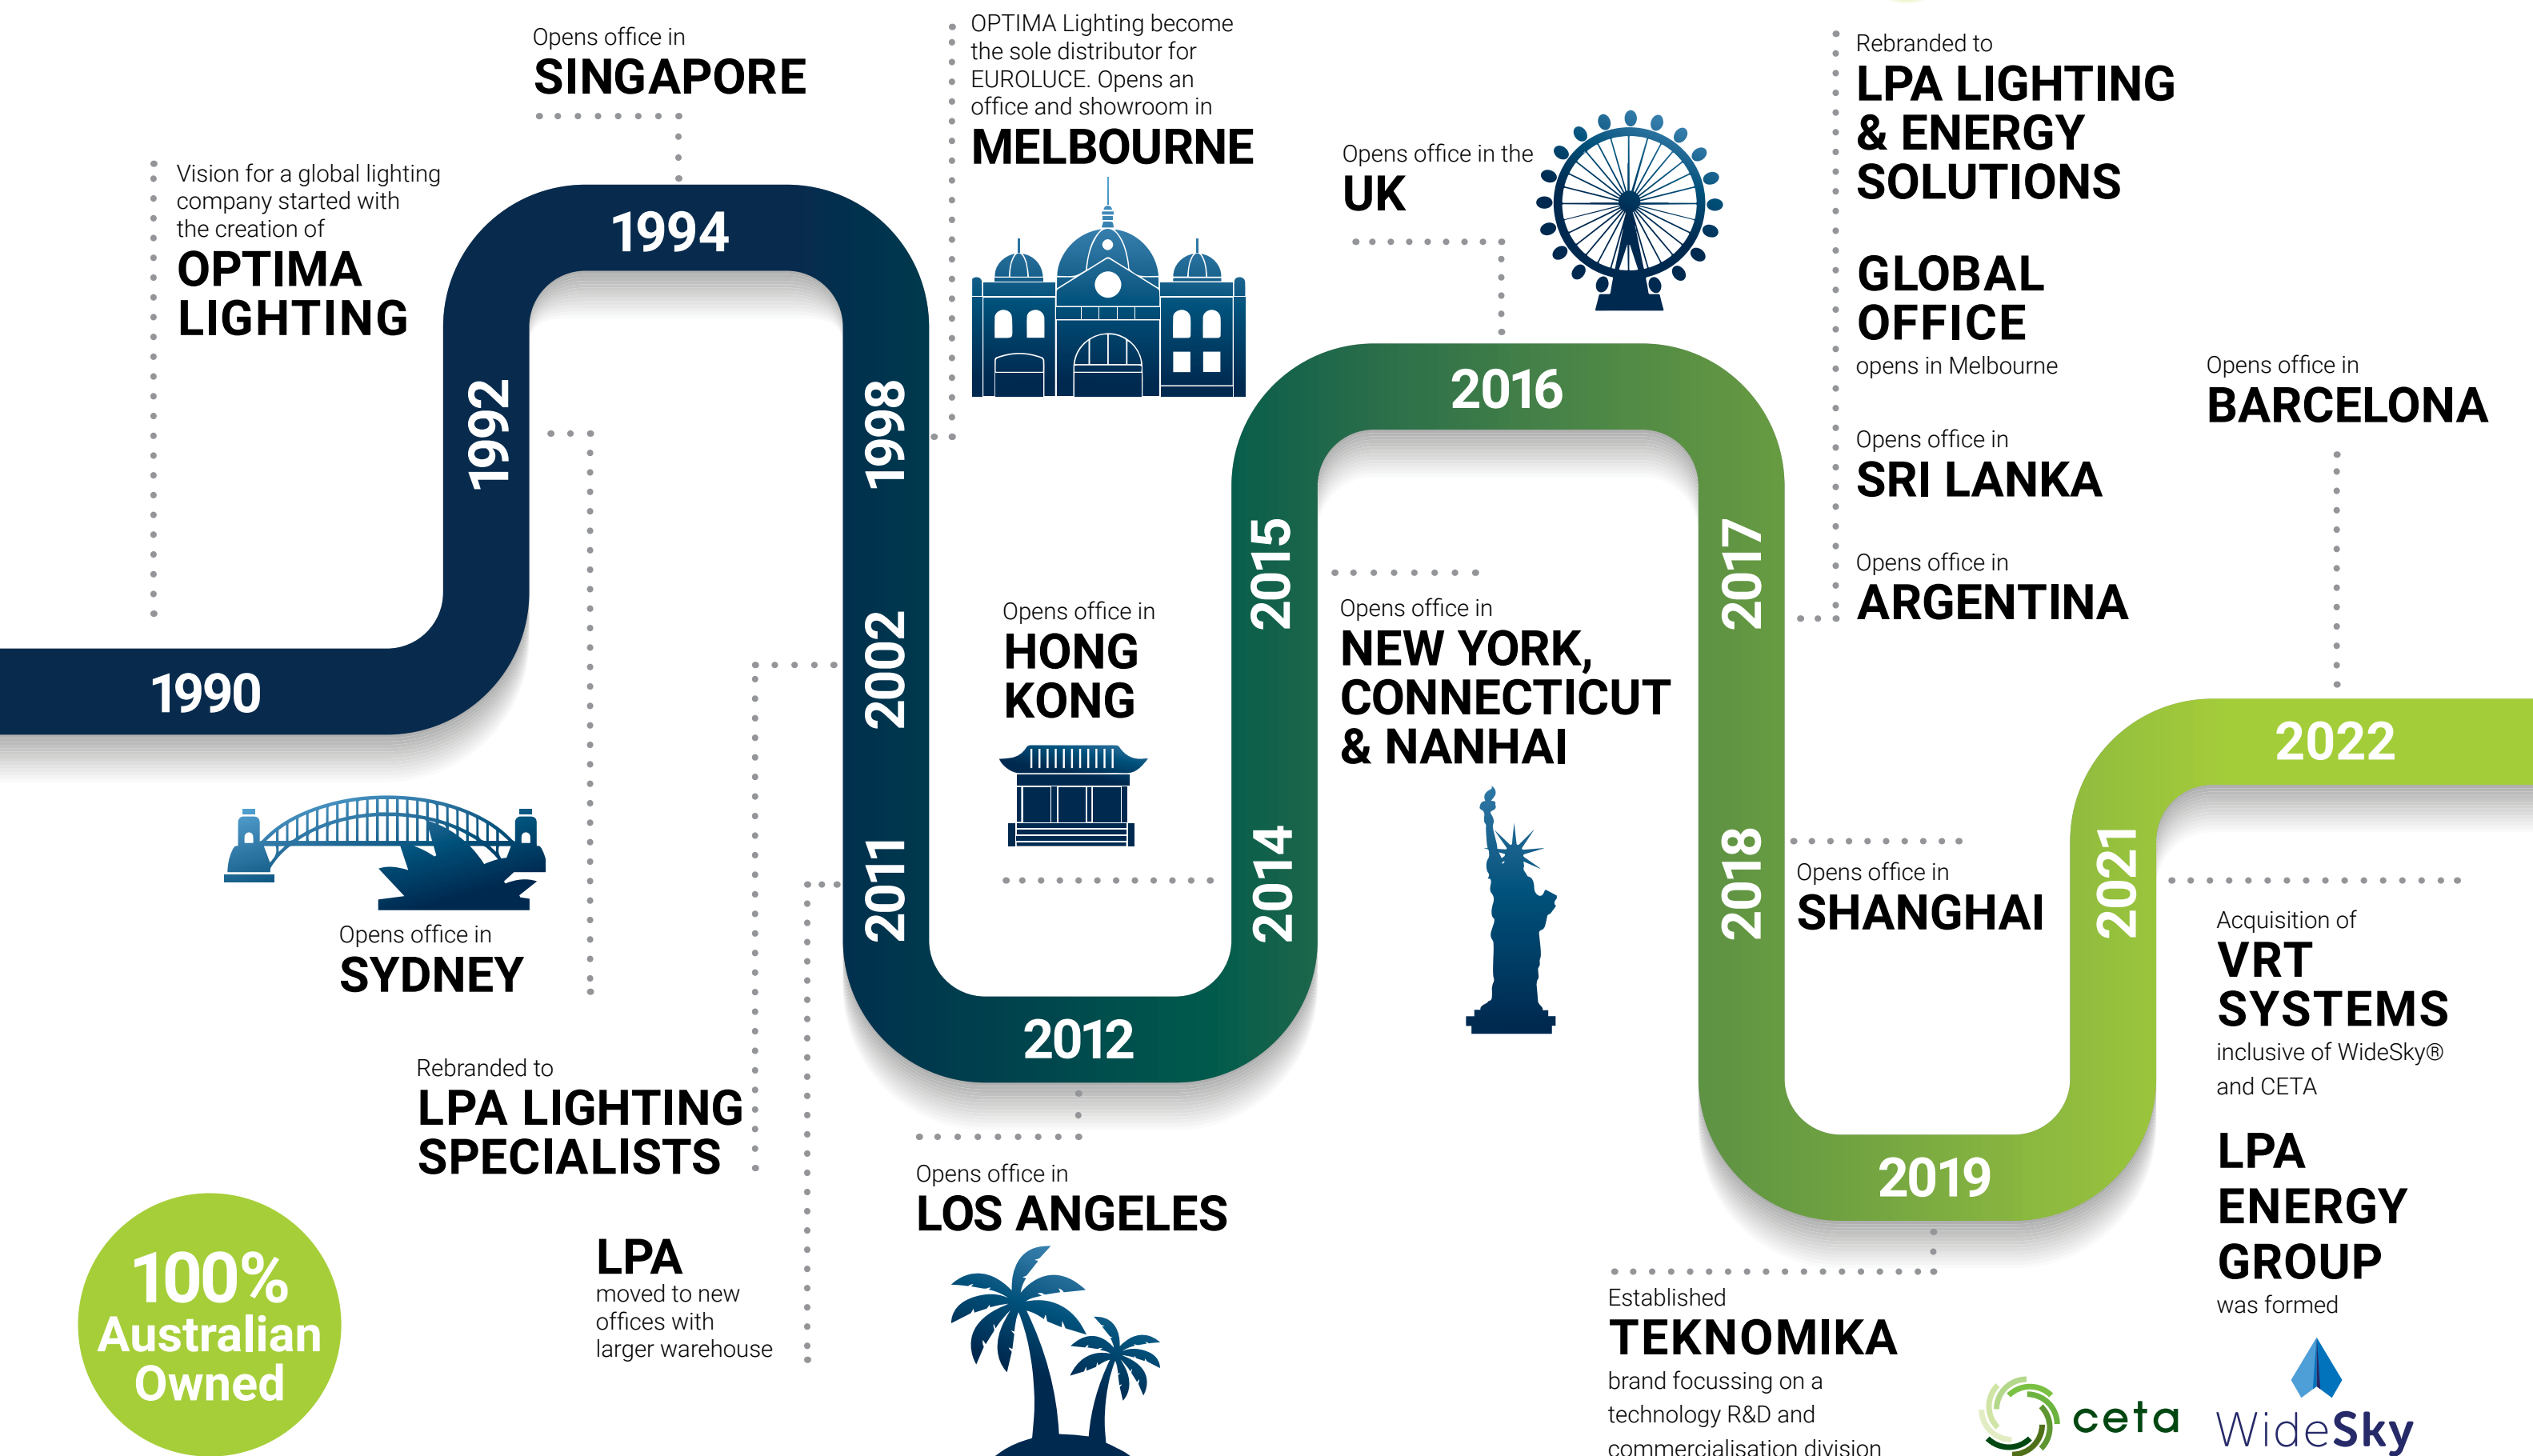 1990
Vision for a global lighting
company started with
the creation of
OPTIMA
LIGHTING
1992
Opens office in
SYDNEY
1994
Opens office in
SINGAPORE
1998
OPTIMA Lighting become
the sole distributor for
EUROLUCE. Opens an
office and showroom in
MELBOURNE
2002
Rebranded to
LPA LIGHTING
SPECIALISTS
2011
LPA
moved to new
offices with
larger warehouse
2012
Opens office in
LOS ANGELES
2014
Opens office in
HONG
KONG
2015
Opens office in
NEW YORK,
CONNECTICUT
& NANHAI
2016
Opens office in the
UK
2017
Rebranded to
LPA LIGHTING
& ENERGY
SOLUTIONS
GLOBAL
OFFICE
opens in Melbourne
Opens office in
SRI LANKA
Opens office in
ARGENTINA
2018
Opens office in
SHANGHAI
2019
Established
TEKNOMIKA
brand focussing on a
technology R&D and
commercialisation division
2021
Acquisition of
VRT
SYSTEMS
inclusive of WideSky®
and CETA
LPA
ENERGY
GROUP
was formed
ceta
WideSky
2022
Opens office in
BARCELONA
100%
Australian
Owned